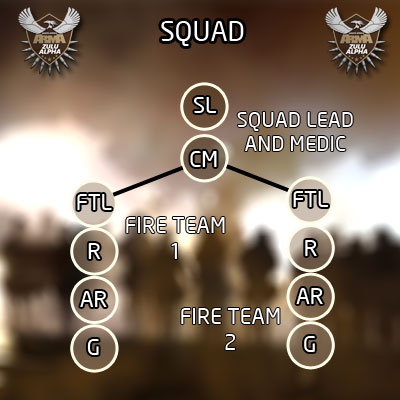 SQUAD
ARMA
ZULU
ALPHA
ARMA
ZULU
ALPHA
SL
SQUAD LEAD
AND MEDIC
CM
FTL
FTL
FIRE TEAM
1
R
R
AR
AR
FIRE TEAM
2
G
G